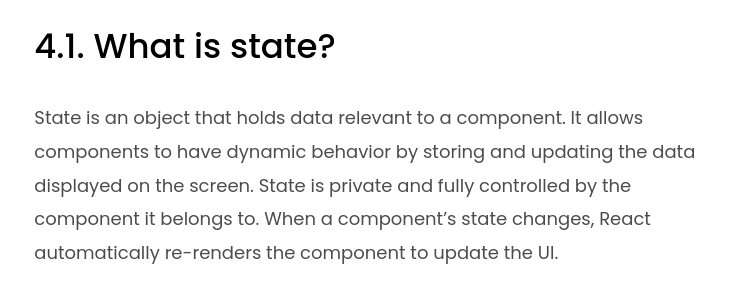 4.1. What is state?
State is an object that holds data relevant to a component. It allows
components to have dynamic behavior by storing and updating the data
displayed on the screen. State is private and fully controlled by the
component it belongs to. When a component’s state changes, React
automatically re-renders the component to update the UI.